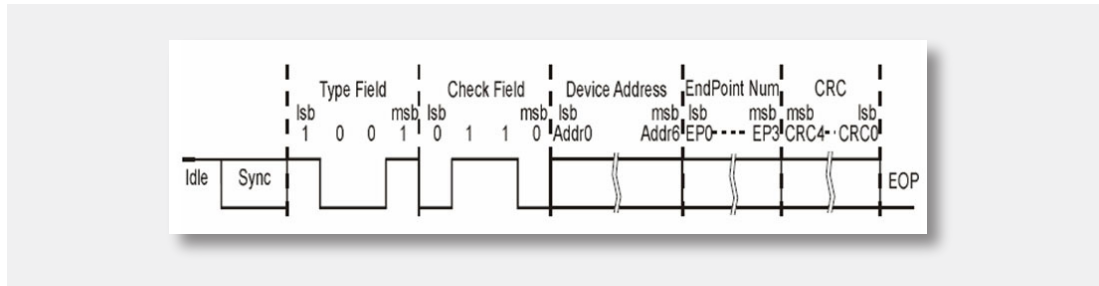 Type Field Check Field Device Address EndPoint Num CRC
lsb msb lsb msb lsb msb lsb msb msb lsb
1 0 0 1 0 1 1 0 Addr0 Addr6 EP0---- EP3 CRC4-- CRC0
Idle Sync EOP